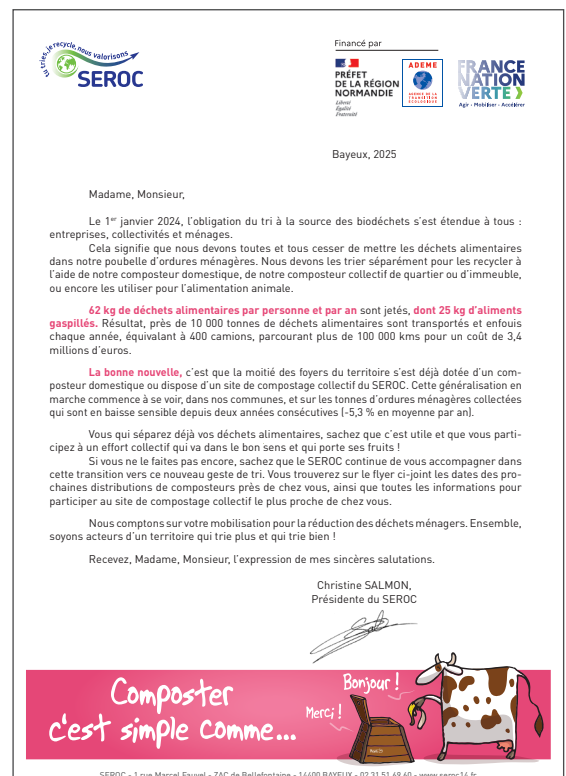 tu tries, je recycle, nous valorisons
SEROC
Financé par
PRÉFET
DE LA RÉGION
NORMANDIE
Liberté
Égalité
Fraternité
ADEME
AGENCE DE LA
TRANSITION
ÉCOLOGIQUE
FRANCE
NATION
VERTE
Agir • Mobiliser • Accélérer
Bayeux, 2025
Madame, Monsieur,
Le 1er janvier 2024, l’obligation du tri à la source des biodéchets s’est étendue à tous :
entreprises, collectivités et ménages.
Cela signifie que nous devons toutes et tous cesser de mettre les déchets alimentaires
dans notre poubelle d’ordures ménagères. Nous devons les trier séparément pour les recycler à
l’aide de notre composteur domestique, de notre composteur collectif de quartier ou d’immeuble,
ou encore les utiliser pour l’alimentation animale.
62 kg de déchets alimentaires par personne et par an sont jetés, dont 25 kg d’aliments
gaspillés. Résultat, près de 10 000 tonnes de déchets alimentaires sont transportés et enfouis
chaque année, équivalant à 400 camions, parcourant plus de 100 000 kms pour un coût de 3,4
millions d’euros.
La bonne nouvelle, c’est que la moitié des foyers du territoire s’est déjà dotée d’un com-
posteur domestique ou dispose d’un site de compostage collectif du SEROC. Cette généralisation en
marche commence à se voir, dans nos communes, et sur les tonnes d’ordures ménagères collectées
qui sont en baisse sensible depuis deux années consécutives (-5,3 % en moyenne par an).
Vous qui séparez déjà vos déchets alimentaires, sachez que c’est utile et que vous parti-
cipez à un effort collectif qui va dans le bon sens et qui porte ses fruits !
Si vous ne le faites pas encore, sachez que le SEROC continue de vous accompagner dans
cette transition vers ce nouveau geste de tri. Vous trouverez sur le flyer ci-joint les dates des pro-
chaines distributions de composteurs près de chez vous, ainsi que toutes les informations pour
participer au site de compostage collectif le plus proche de chez vous.
Nous comptons sur votre mobilisation pour la réduction des déchets ménagers. Ensemble,
soyons acteurs d’un territoire qui trie plus et qui trie bien !
Recevez, Madame, Monsieur, l’expression de mes sincères salutations.
Christine SALMON,
Présidente du SEROC
Composter
c'est simple comme...
Bonjour !
Merci !
SEROC - 1 rue Marcel Fauvel - ZAC de Bellefontaine - 14400 BAYEUX - 02 31 51 69 60 - www.seroc14.fr